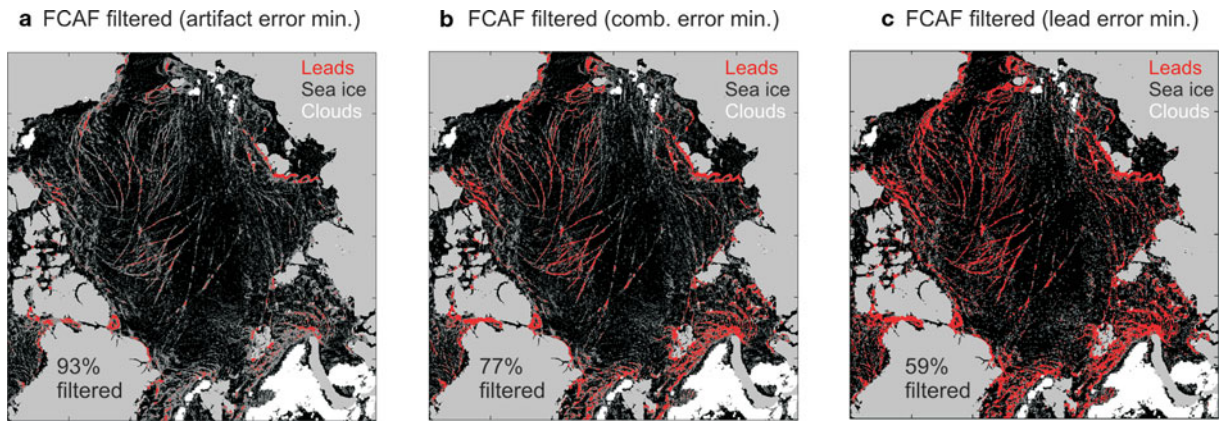 a FCAF filtered (artifact error min.)
Leads
Sea ice
Clouds
93%
filtered
b FCAF filtered (comb. error min.)
Leads
Sea ice
Clouds
77%
filtered
c FCAF filtered (lead error min.)
Leads
Sea ice
Clouds
59%
filtered